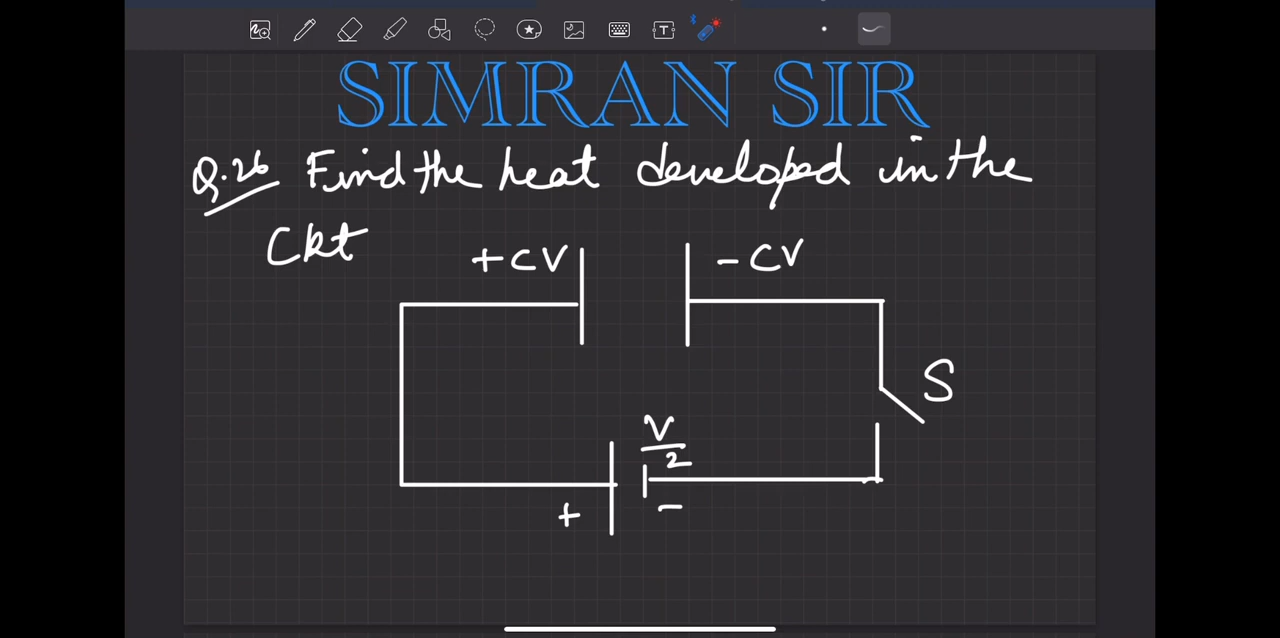 SIMRAN SIR
Q.26 Find the heat developed in the
Ckt
+CV -CV
S
V/2
+ -